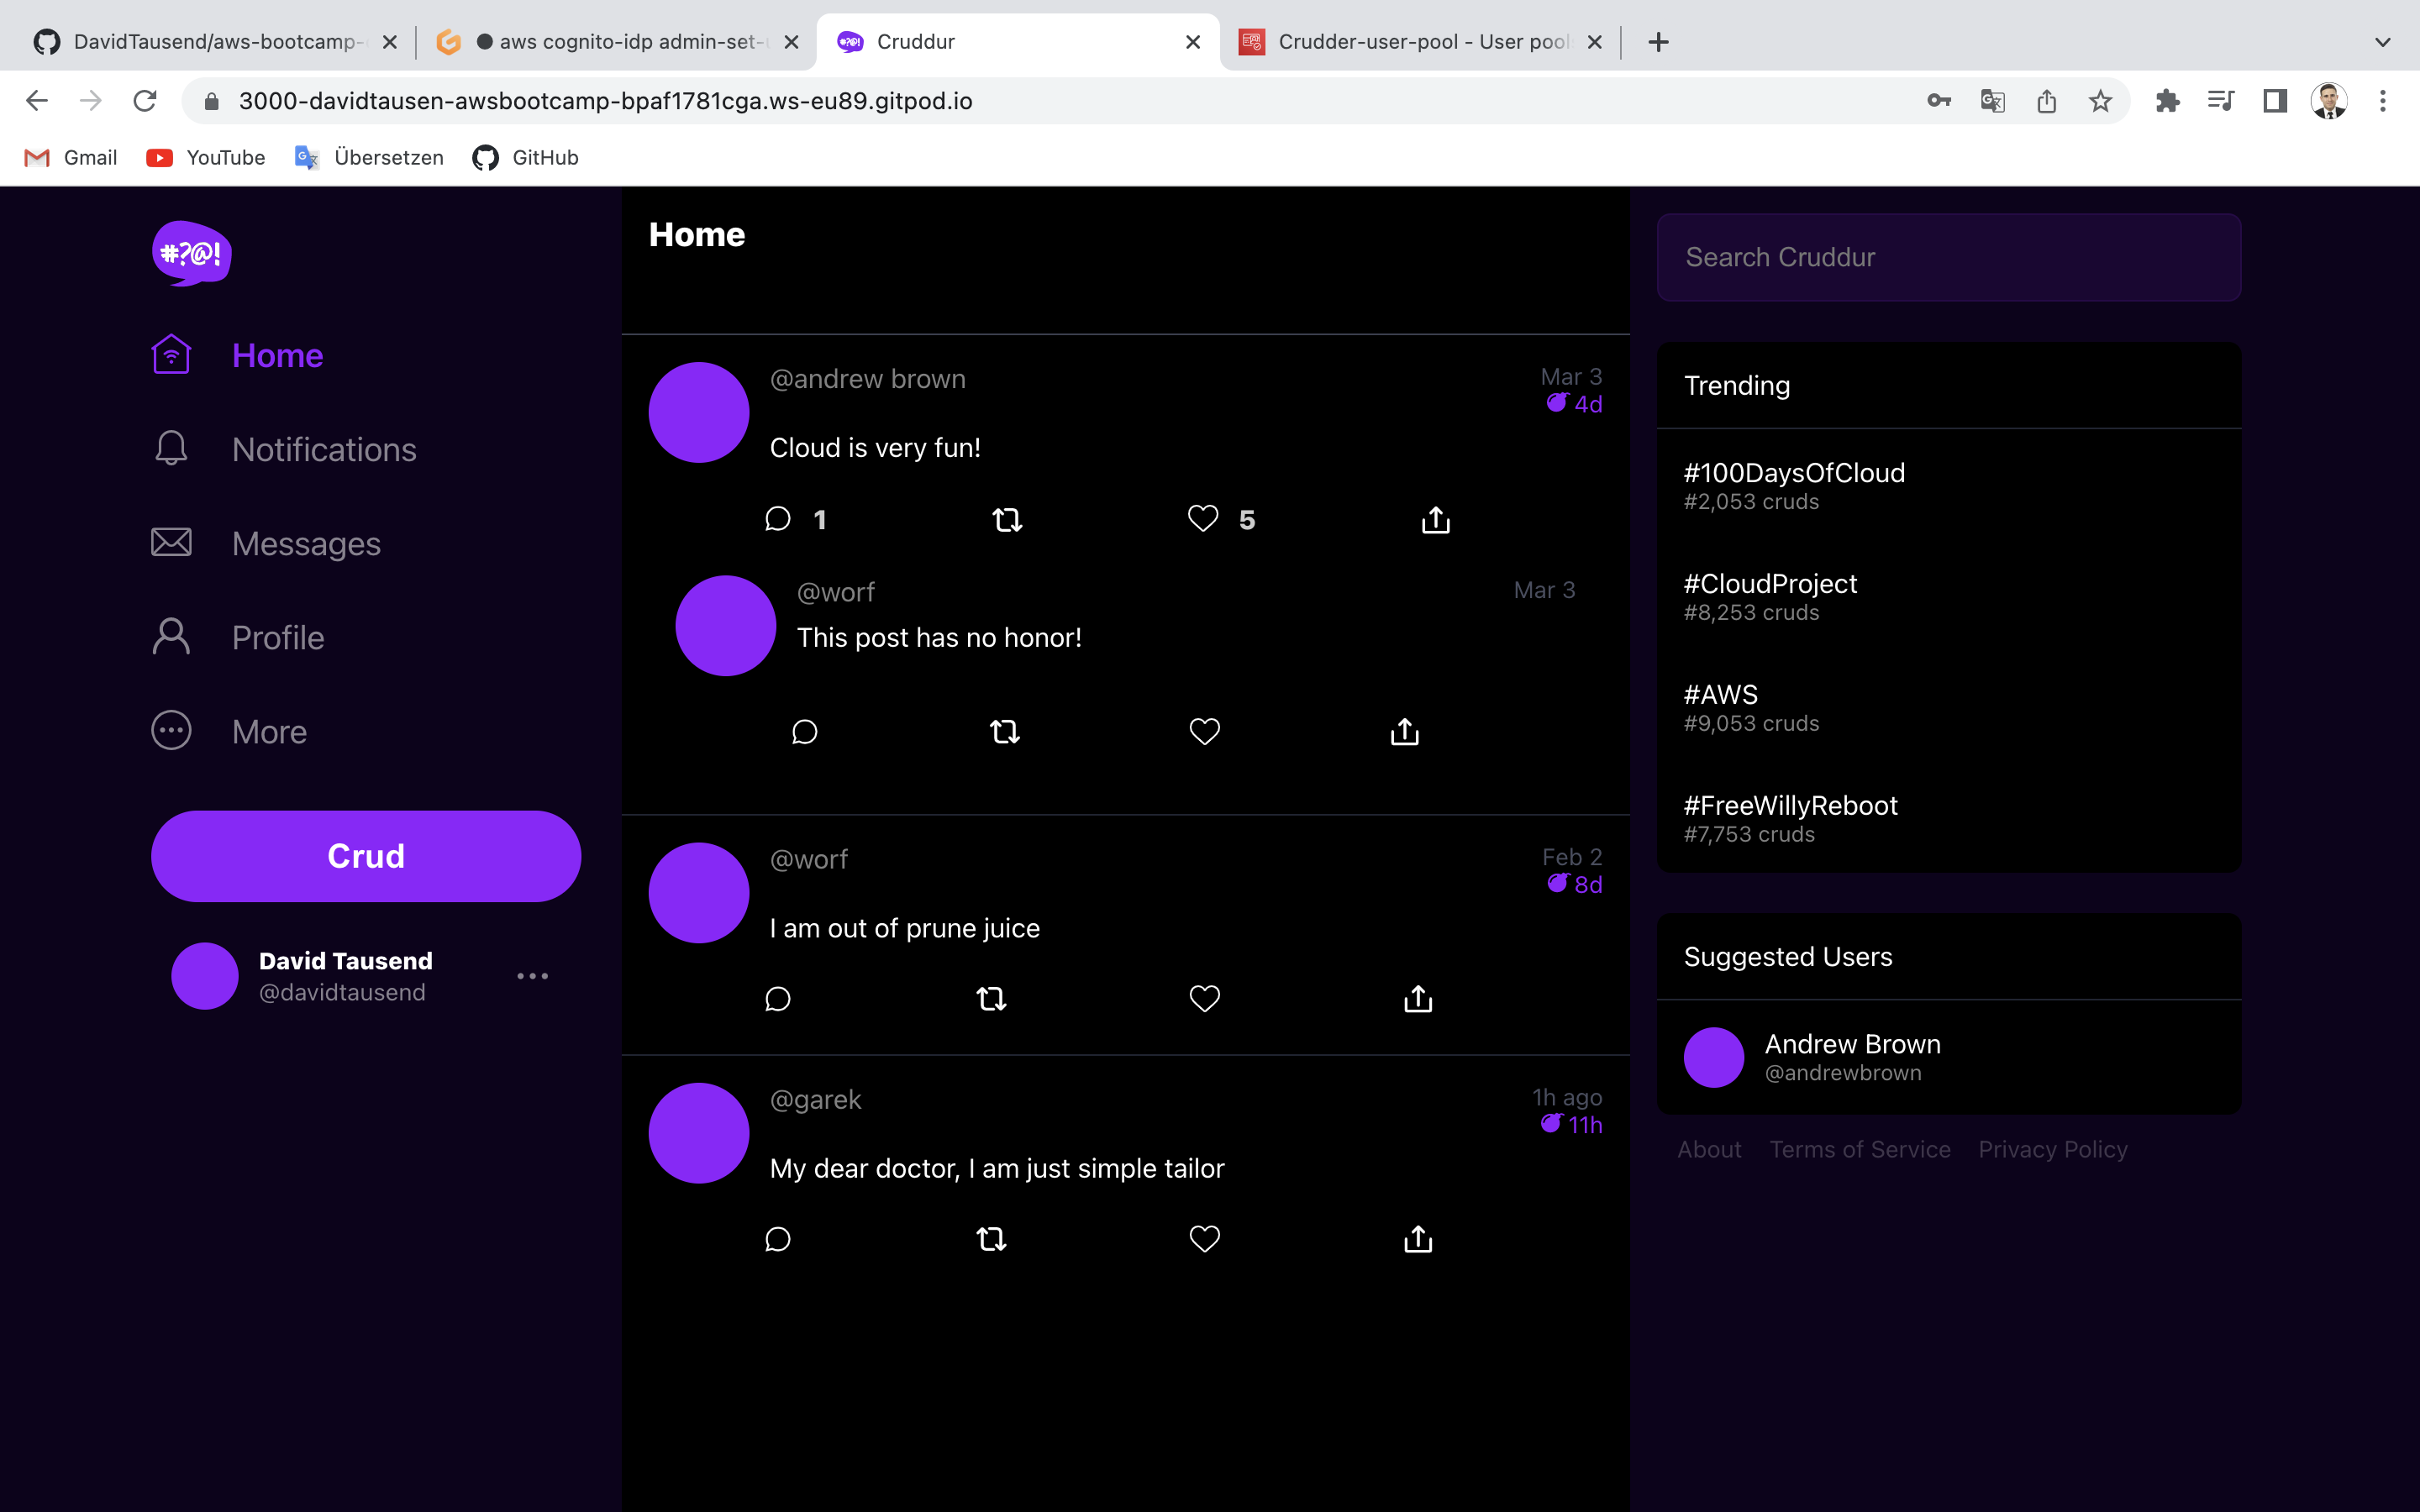 DavidTausend/aws-bootcamp-
aws cognito-idp admin-set-
Cruddur
Crudder-user-pool - User pool
3000-davidtausen-awsbootcamp-bpaf1781cga.ws-eu89.gitpod.io
Gmail
YouTube
Übersetzen
GitHub
#?@!
Home
Notifications
Messages
Profile
More
Crud
David Tausend
@davidtausend
Home
@andrew brown
Mar 3
4d
Cloud is very fun!
1
5
@worf
Mar 3
This post has no honor!
@worf
Feb 2
8d
I am out of prune juice
@garek
1h ago
11h
My dear doctor, I am just simple tailor
Search Cruddur
Trending
#100DaysOfCloud
#2,053 cruds
#CloudProject
#8,253 cruds
#AWS
#9,053 cruds
#FreeWillyReboot
#7,753 cruds
Suggested Users
Andrew Brown
@andrewbrown
About
Terms of Service
Privacy Policy